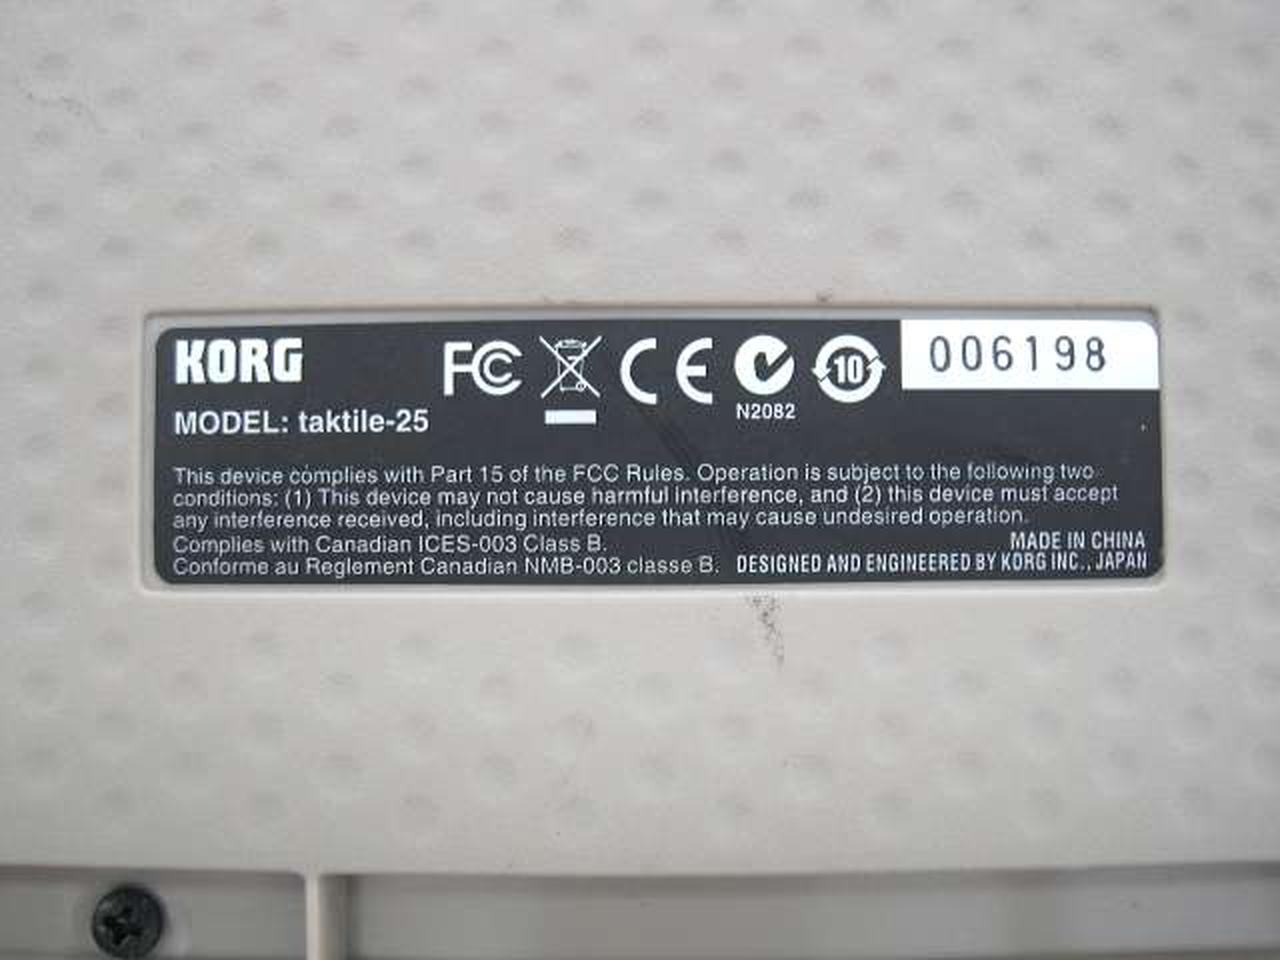 KORG
FC CE 10 006198
N2082
MODEL: taktile-25
This device complies with Part 15 of the FCC Rules. Operation is subject to the following two
conditions: (1) This device may not cause harmful interference, and (2) this device must accept
any interference received, including interference that may cause undesired operation.
Complies with Canadian ICES-003 Class B.
Conforme au Reglement Canadian NMB-003 classe B.
MADE IN CHINA
DESIGNED AND ENGINEERED BY KORG INC., JAPAN